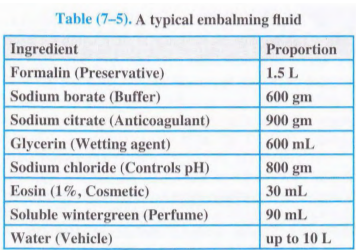 Table (7–5). A typical embalming fluid
Ingredient Proportion
Formalin (Preservative) 1.5 L
Sodium borate (Buffer) 600 gm
Sodium citrate (Anticoagulant) 900 gm
Glycerin (Wetting agent) 600 mL
Sodium chloride (Controls pH) 800 gm
Eosin (1%, Cosmetic) 30 mL
Soluble wintergreen (Perfume) 90 mL
Water (Vehicle) up to 10 L